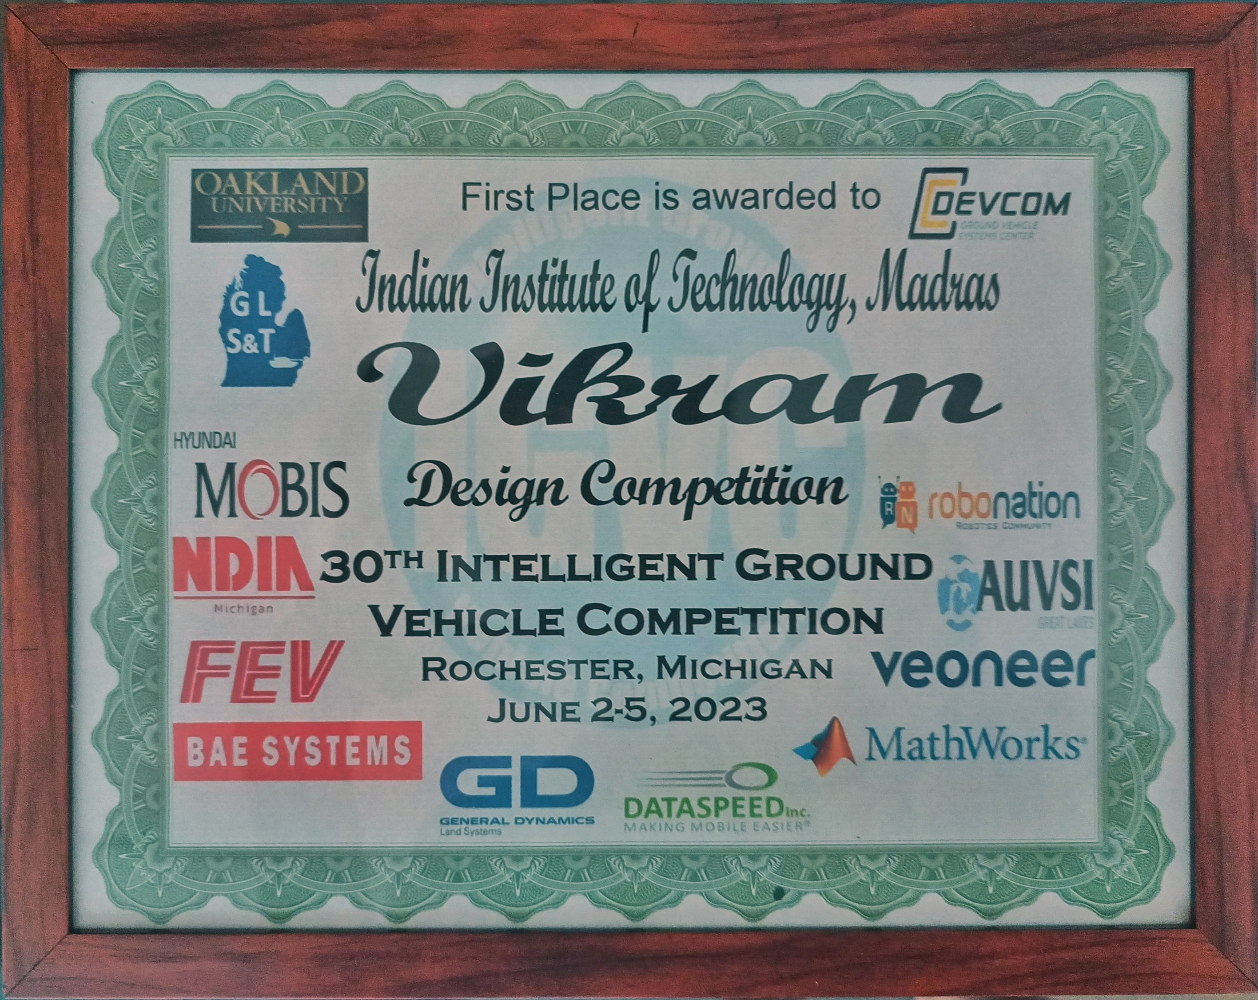 OAKLAND
UNIVERSITY
First Place is awarded to
DEVCOM
GROUND VEHICLE
SYSTEMS CENTER
Indian Institute of Technology, Madras
G L
S&T
Vikram
HYUNDAI
MOBIS
Design Competition
RN
robonation
ROBOTICS COMMUNITY
NDIA
Michigan
30TH INTELLIGENT GROUND
VEHICLE COMPETITION
AUVSI
GREAT LAKES
FEV
ROCHESTER, MICHIGAN
veoneer
JUNE 2-5, 2023
BAE SYSTEMS
MathWorks®
GD
GENERAL DYNAMICS
Land Systems
DATASPEED Inc.
MAKING MOBILE EASIER®
IGVC